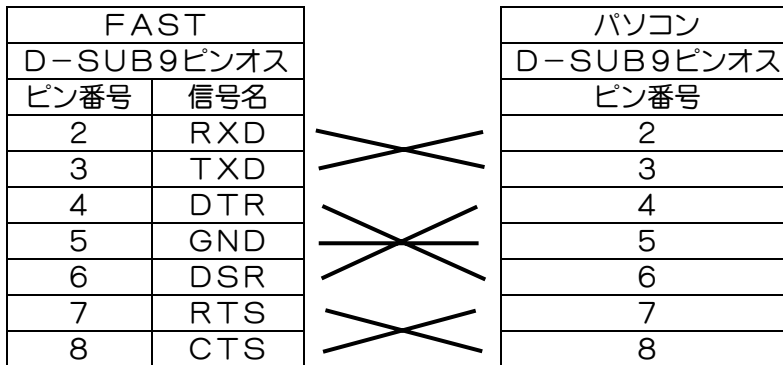 FAST パソコン
D-SUB9ピンオス D-SUB9ピンオス
ピン番号 信号名 ピン番号
2 RXD 2
3 TXD 3
4 DTR 4
5 GND 5
6 DSR 6
7 RTS 7
8 CTS 8